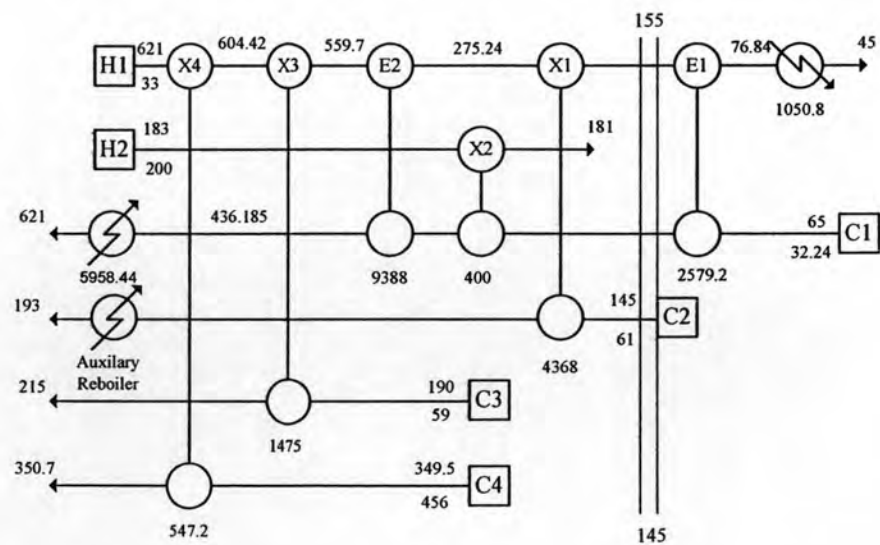 155
621 604.42 559.7 275.24 76.84 45
H1 X4 X3 E2 X1 E1
33 1050.8
183 181
H2 X2
200
621 436.185 65
C1
32.24
5958.44 9388 400 2579.2
193 145
C2
61
Auxilary
Reboiler
4368
215 190
C3
59
1475
350.7 349.5
C4
456
547.2
145